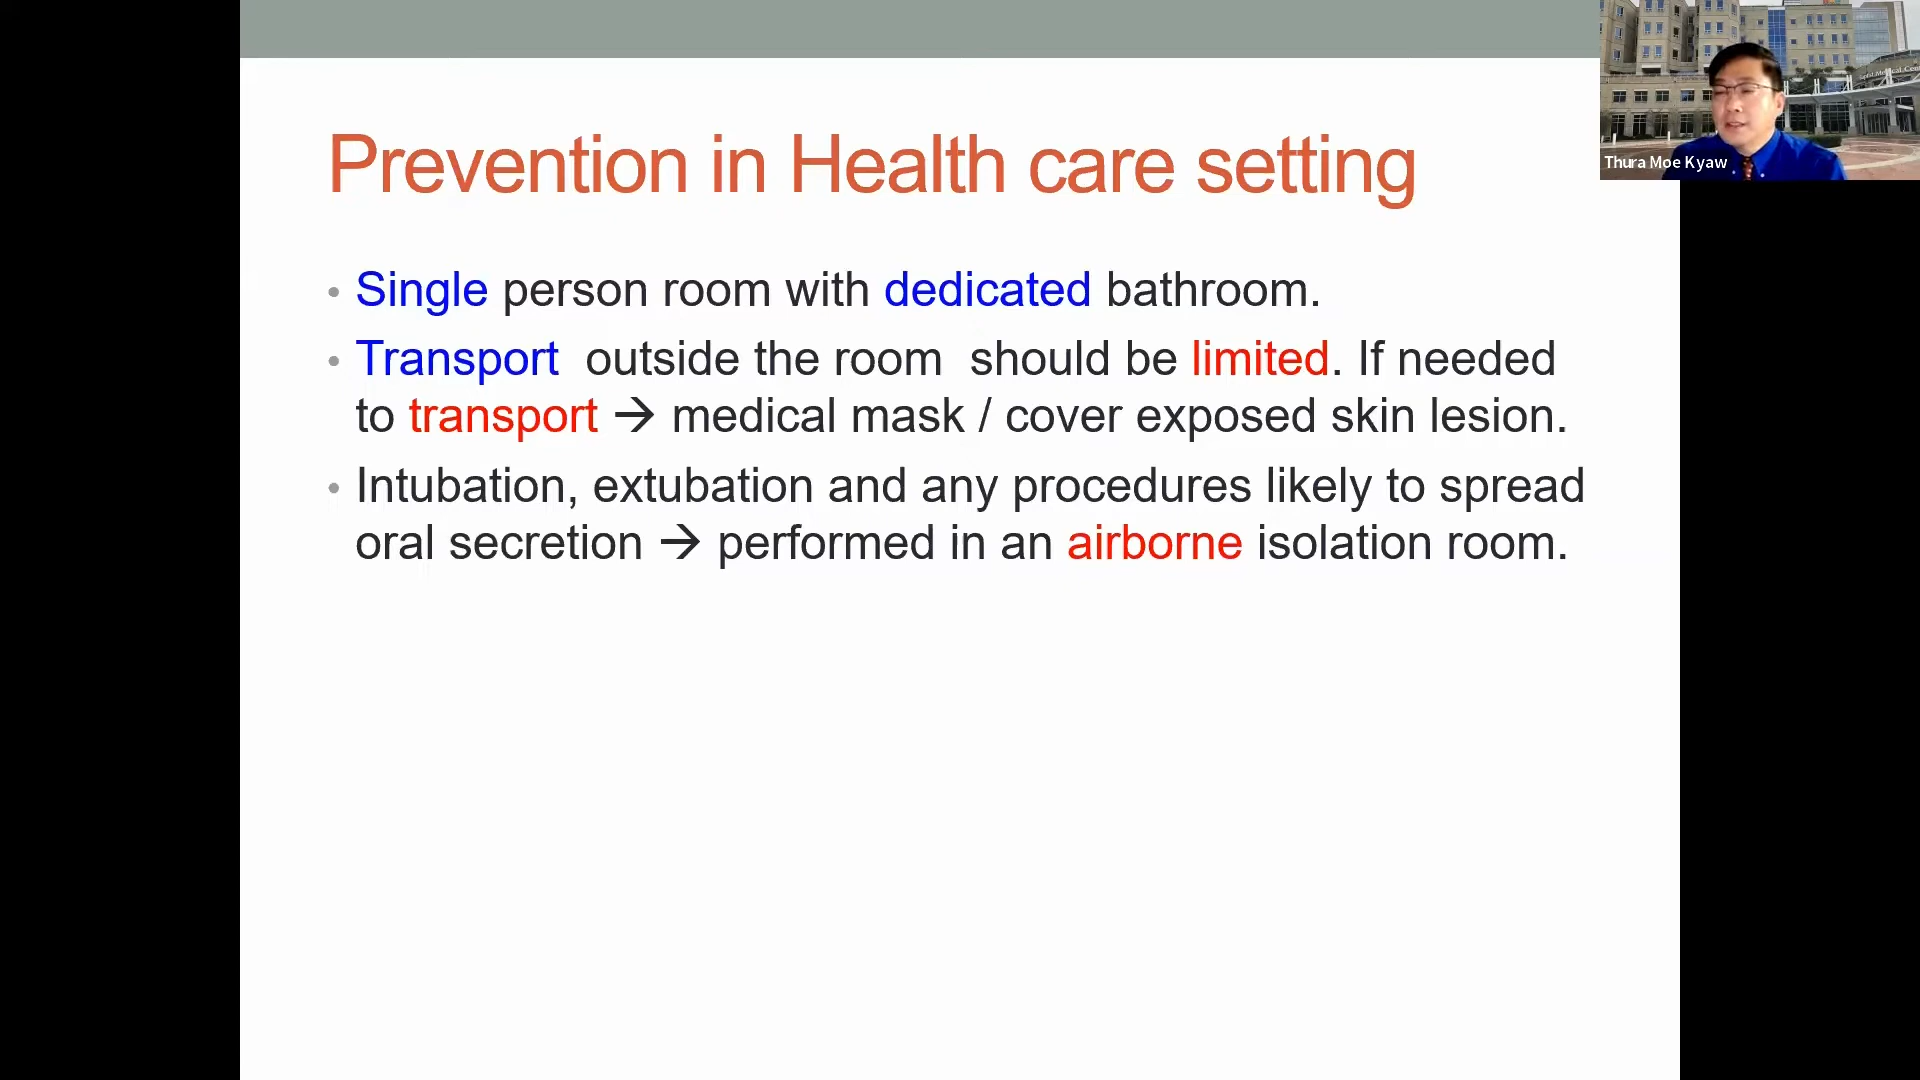 Prevention in Health care setting
• Single person room with dedicated bathroom.
• Transport outside the room should be limited. If needed
to transport → medical mask / cover exposed skin lesion.
• Intubation, extubation and any procedures likely to spread
oral secretion → performed in an airborne isolation room.
Thura Moe Kyaw